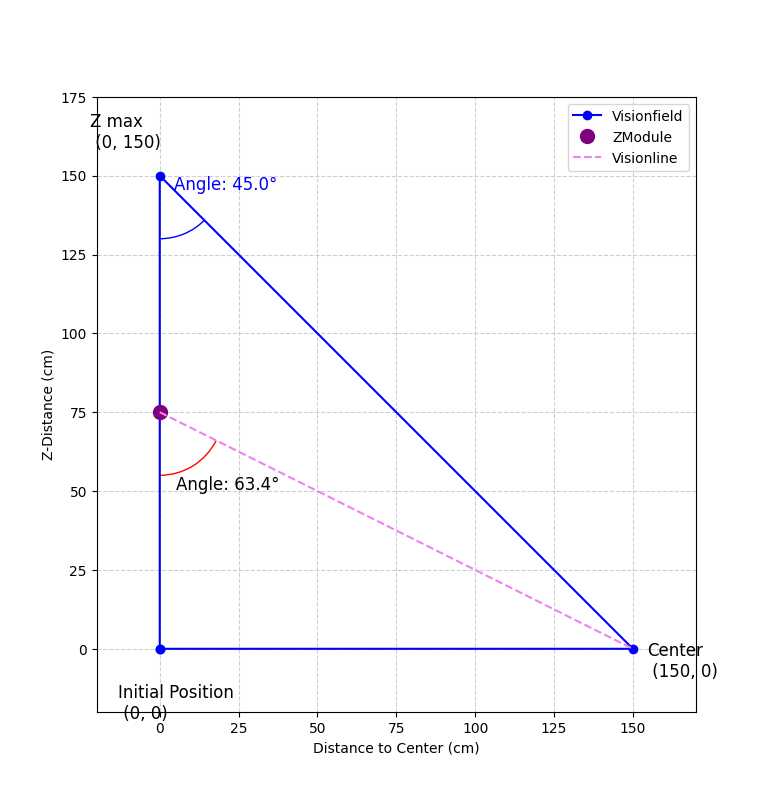 175
150
125
100
75
50
25
0
Z-Distance (cm)
Z max
(0, 150)
Angle: 45.0°
Angle: 63.4°
Visionfield
ZModule
Visionline
Center
(150, 0)
Initial Position
(0, 0)
0
25
50
75
100
125
150
Distance to Center (cm)